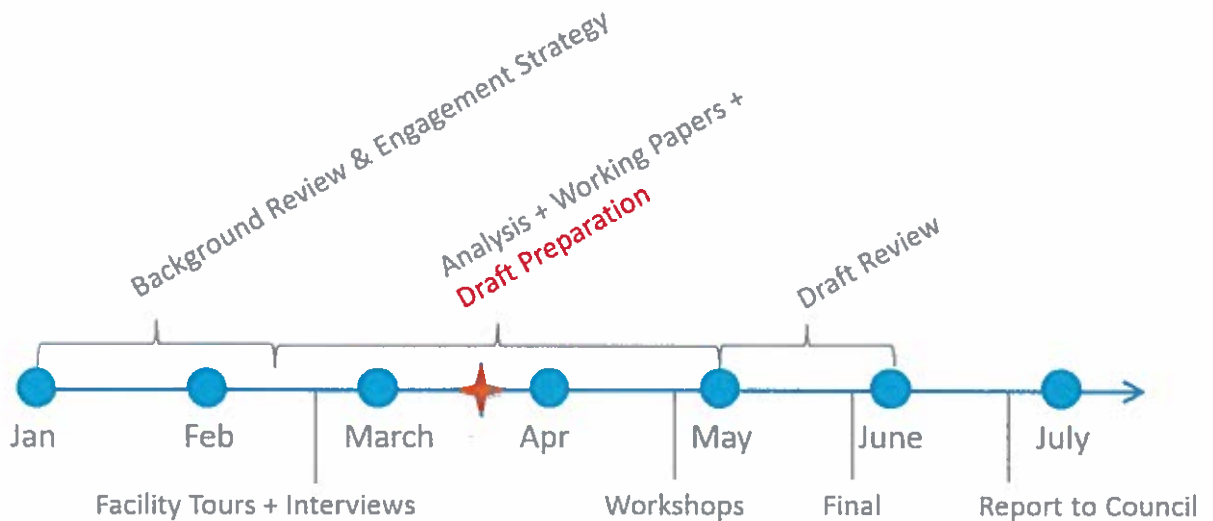 Background Review & Engagement Strategy
Analysis + Working Papers +
Draft Preparation
Draft Review
Jan
Feb
March
Apr
May
June
July
Facility Tours + Interviews
Workshops
Final
Report to Council